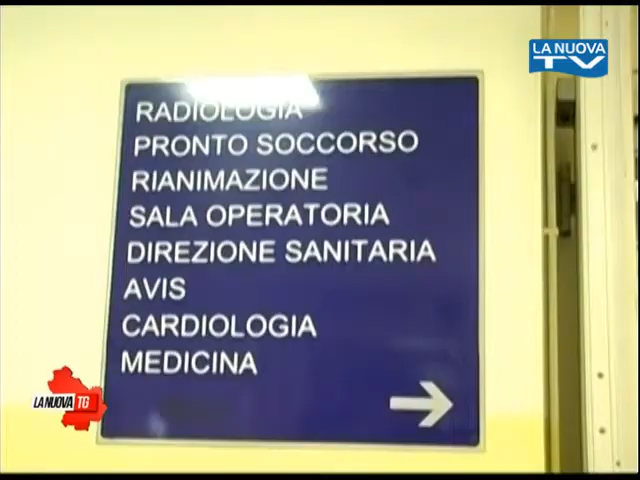 LA NUOVA
TV
RADIOLOGIA
PRONTO SOCCORSO
RIANIMAZIONE
SALA OPERATORIA
DIREZIONE SANITARIA
AVIS
CARDIOLOGIA
MEDICINA
LA NUOVA TG